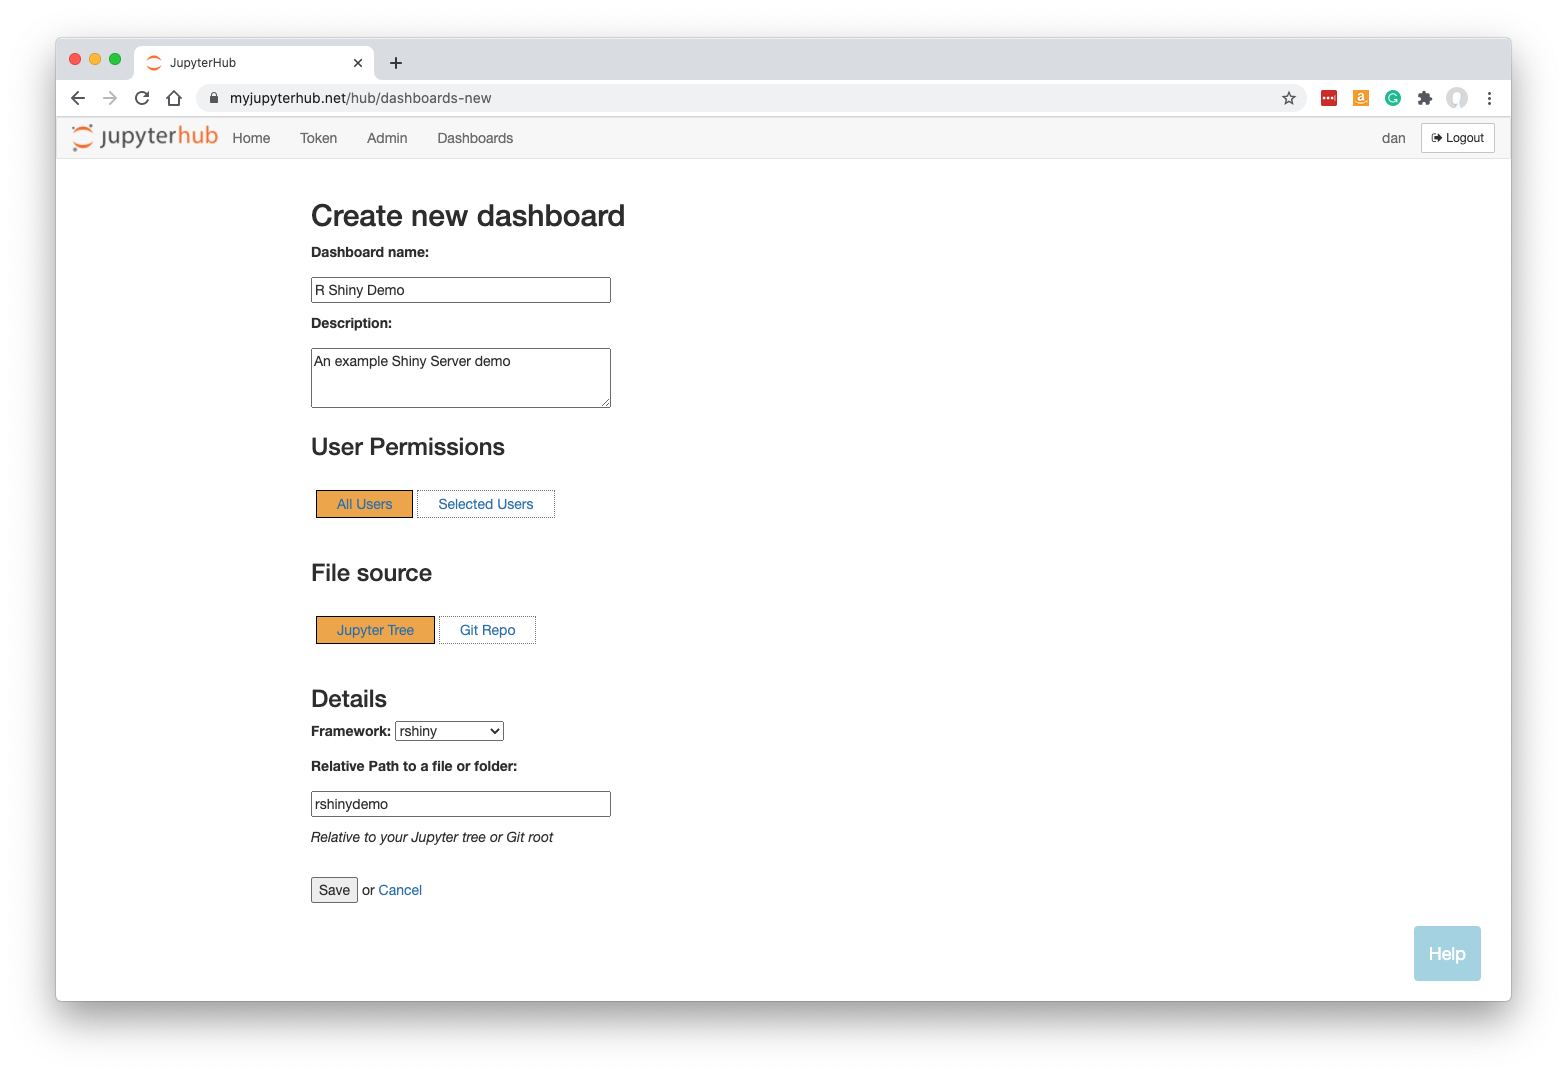 JupyterHub
myjupyterhub.net/hub/dashboards-new
jupyterhub Home Token Admin Dashboards dan Logout
Create new dashboard
Dashboard name:
R Shiny Demo
Description:
An example Shiny Server demo
User Permissions
All Users Selected Users
File source
Jupyter Tree Git Repo
Details
Framework: rshiny
Relative Path to a file or folder:
rshinydemo
Relative to your Jupyter tree or Git root
Save or Cancel
Help